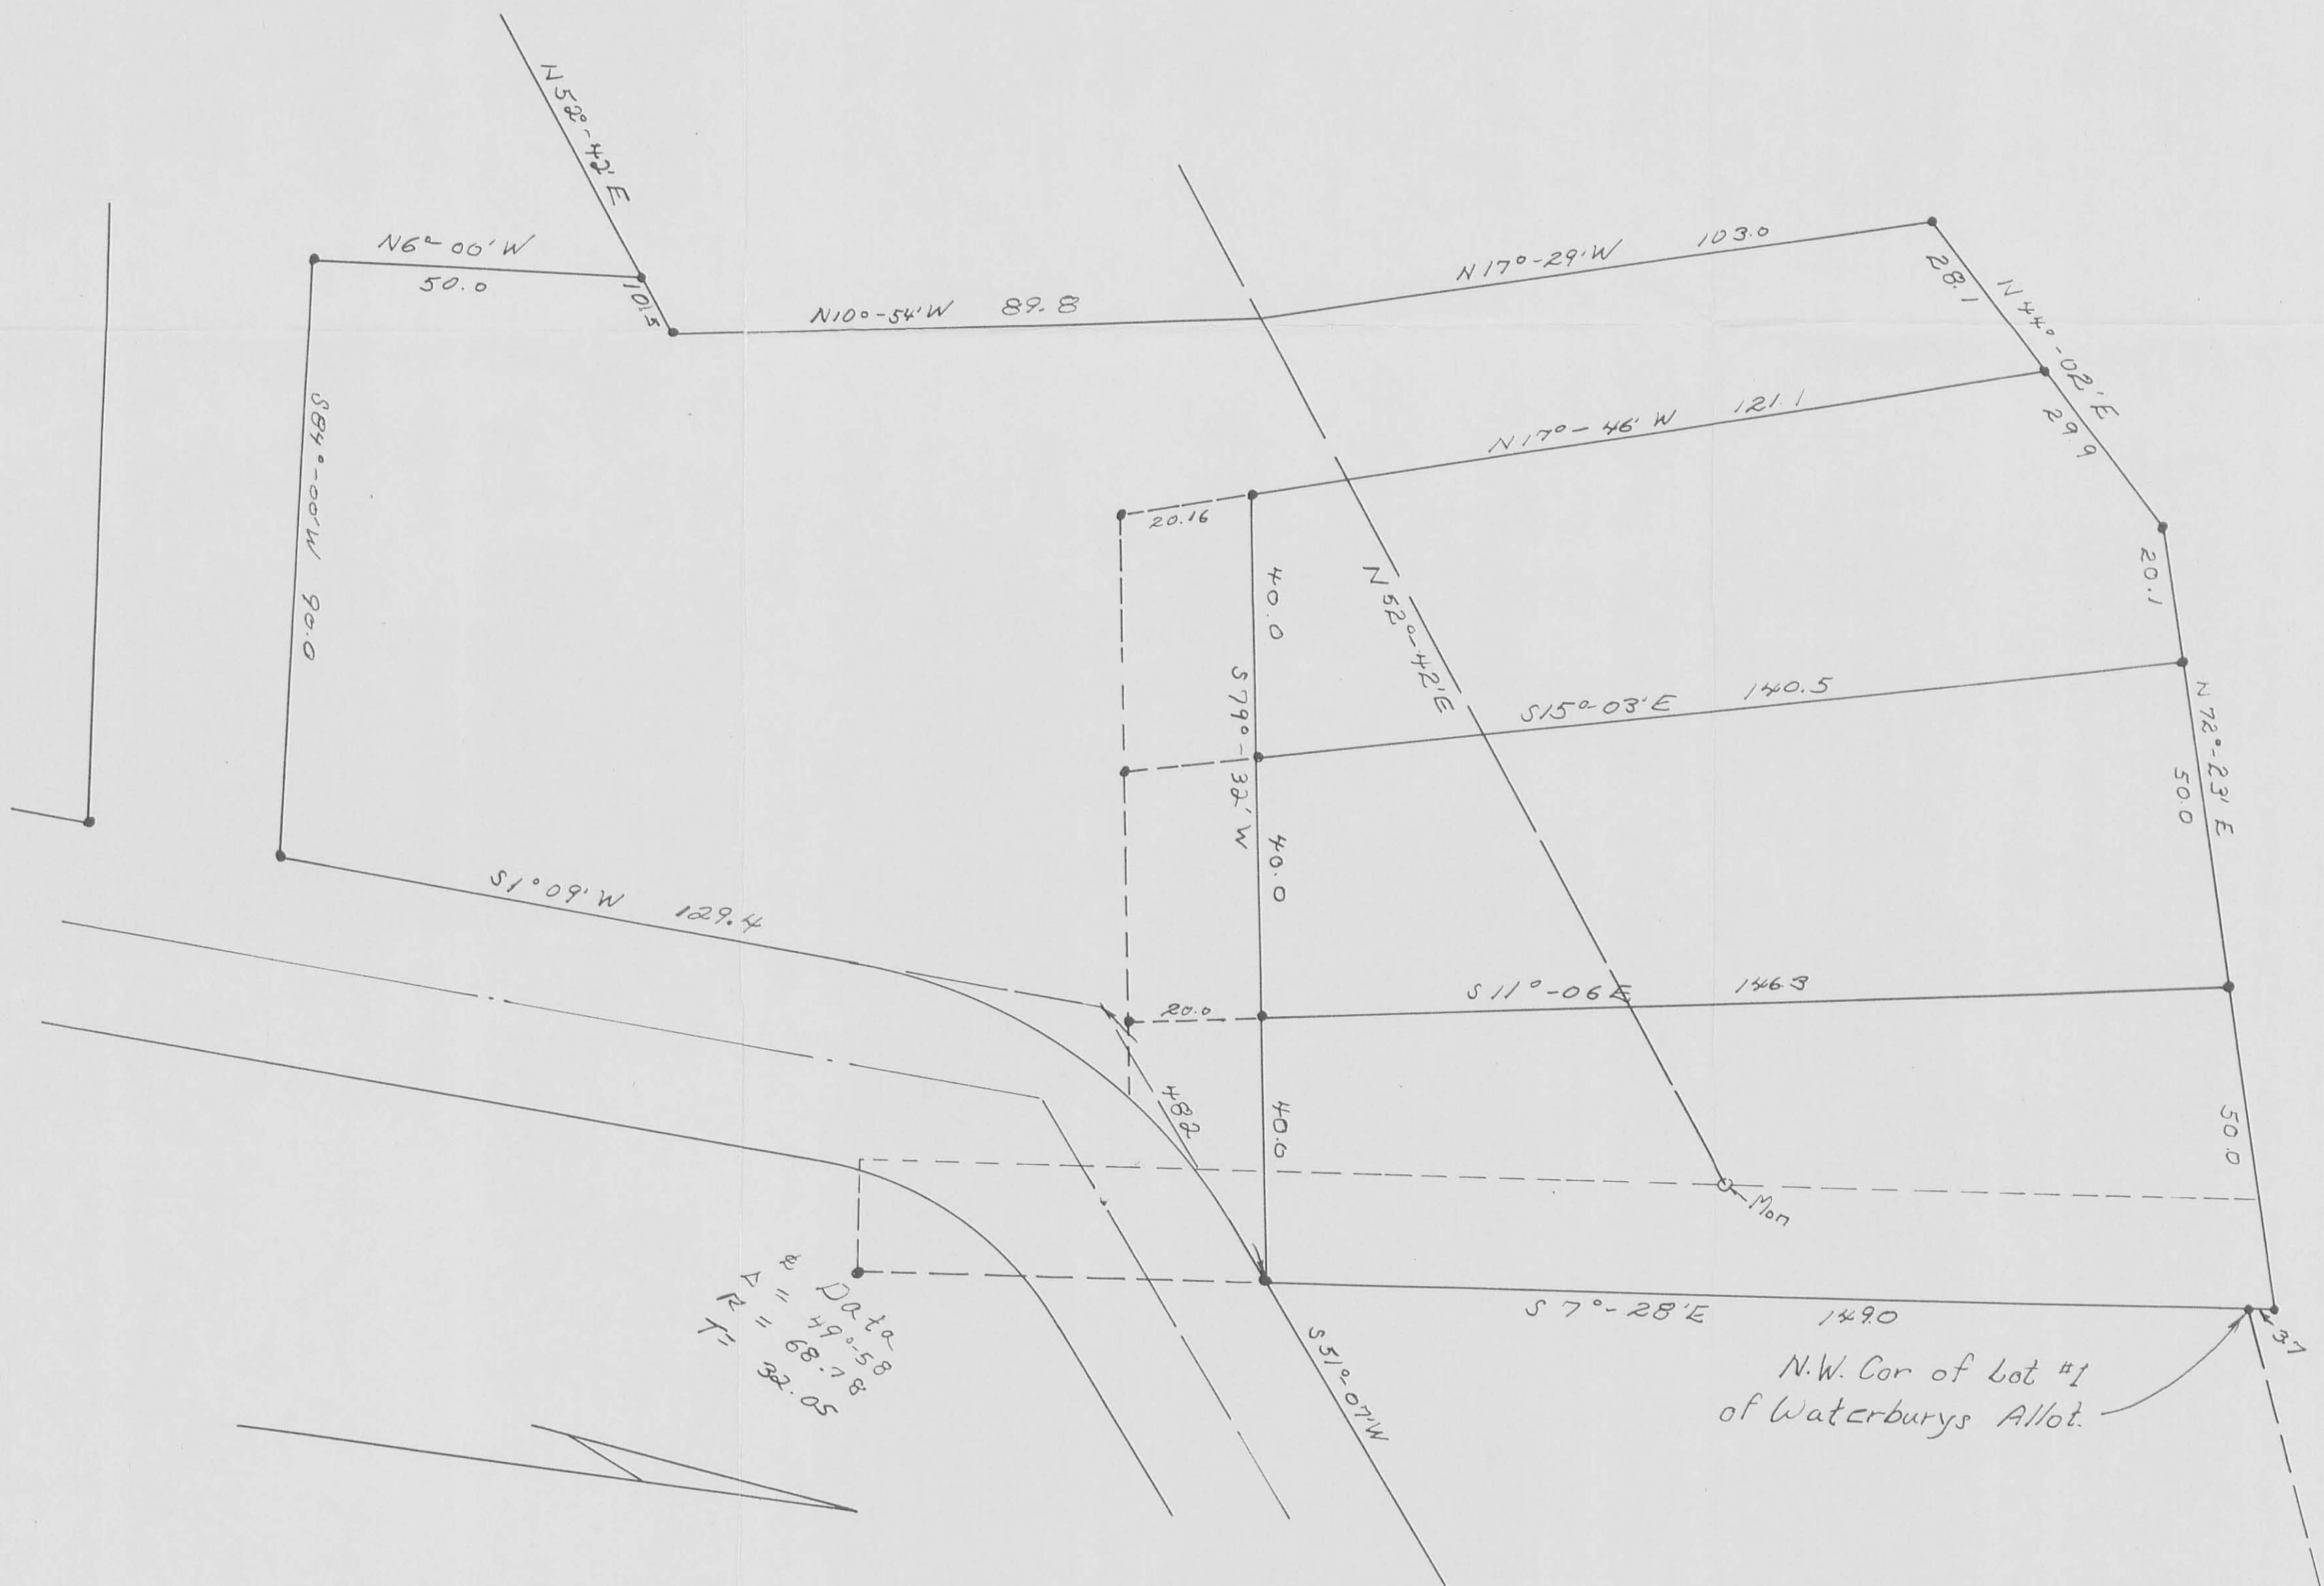 N52°-42'E
N6°-00'W
50.0
10.5
N10°-54'W 89.8
N17°-29'W 103.0
28.1
N44°-02'E
29.9
S84°-00'W 90.0
N17°-46'W 121.1
20.16
40.0
N52°-42'E
20.1
S79°-32'W
S15°-03'E 140.5
N72°-23'E
50.0
40.0
S1°09'W 129.4
S11°-06E 146.3
20.0
48.2
40.0
50.0
Mon
S7°-28'E 149.0
3.7
Data
Δ = 49°-58
R = 68.78
T= 32.05
S51°-07'W
N.W. Cor of Lot #1
of Waterburys Allot.